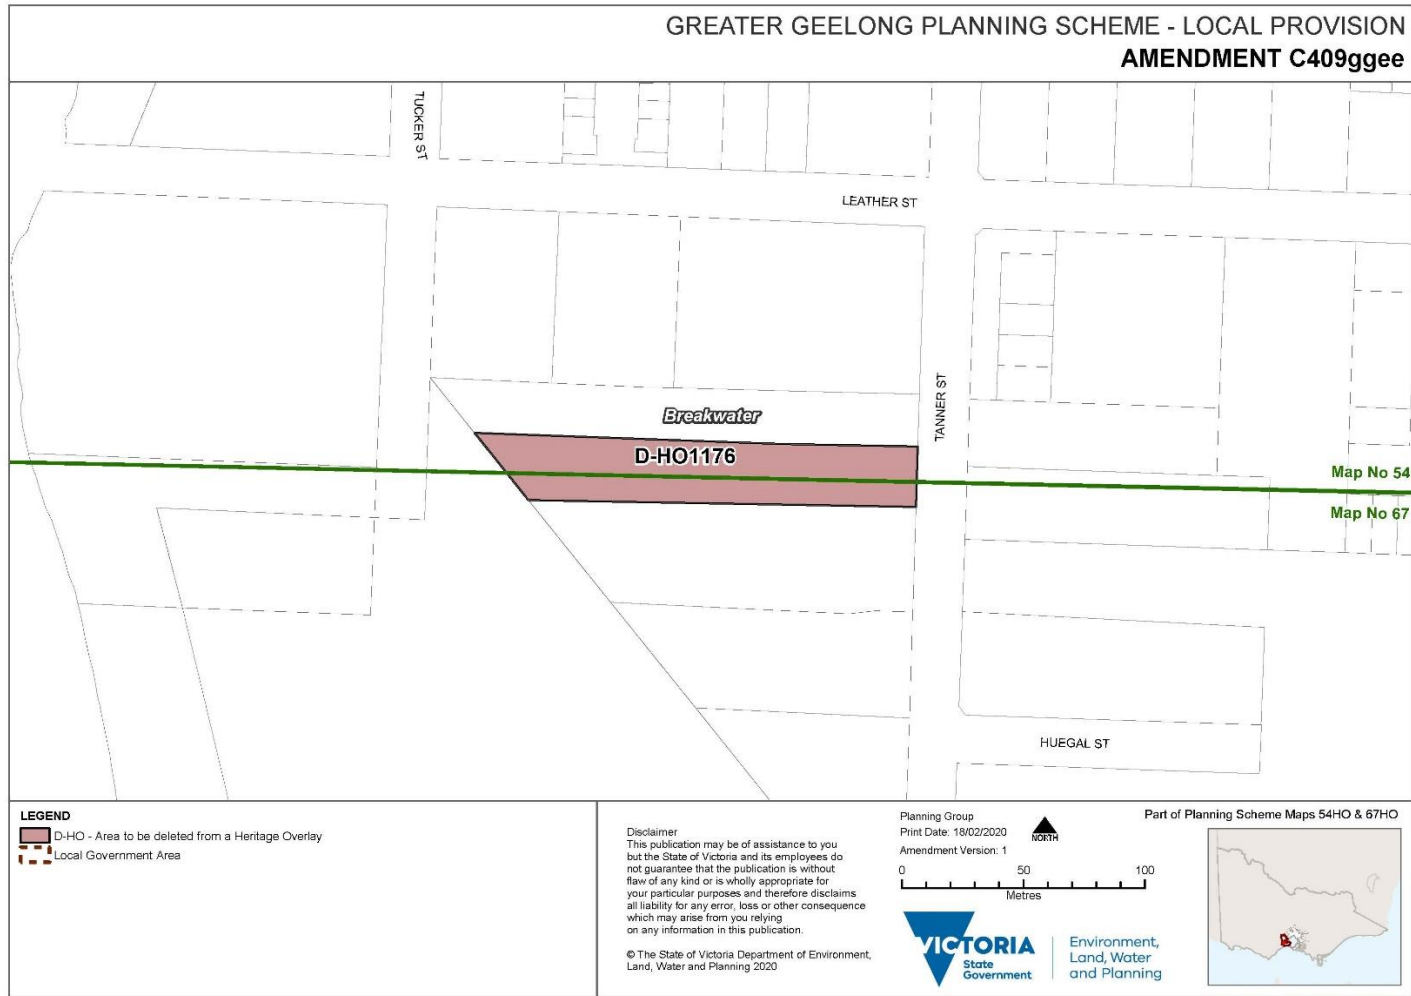 GREATER GEELONG PLANNING SCHEME - LOCAL PROVISION
AMENDMENT C409ggee
TUCKER ST
LEATHER ST
TANNER ST
Breakwater
D-HO1176
Map No 54
Map No 67
HUEGAL ST
LEGEND
D-HO - Area to be deleted from a Heritage Overlay
Local Government Area
Disclaimer
This publication may be of assistance to you
but the State of Victoria and its employees do
not guarantee that the publication is without
flaw of any kind or is wholly appropriate for
your particular purposes and therefore disclaims
all liability for any error, loss or other consequence
which may arise from you relying
on any information in this publication.
© The State of Victoria Department of Environment,
Land, Water and Planning 2020
Planning Group
Print Date: 18/02/2020
Amendment Version: 1
NORTH
0 50 100
Metres
VICTORIA
State
Government
Environment,
Land, Water
and Planning
Part of Planning Scheme Maps 54HO & 67HO